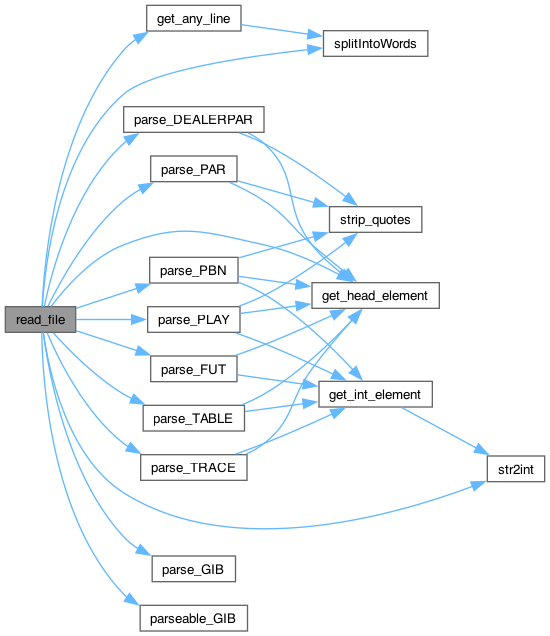 get_any_line
splitIntoWords
parse_DEALERPAR
parse_PAR
strip_quotes
parse_PBN
get_head_element
read_file
parse_PLAY
parse_FUT
get_int_element
parse_TABLE
parse_TRACE
str2int
parse_GIB
parseable_GIB